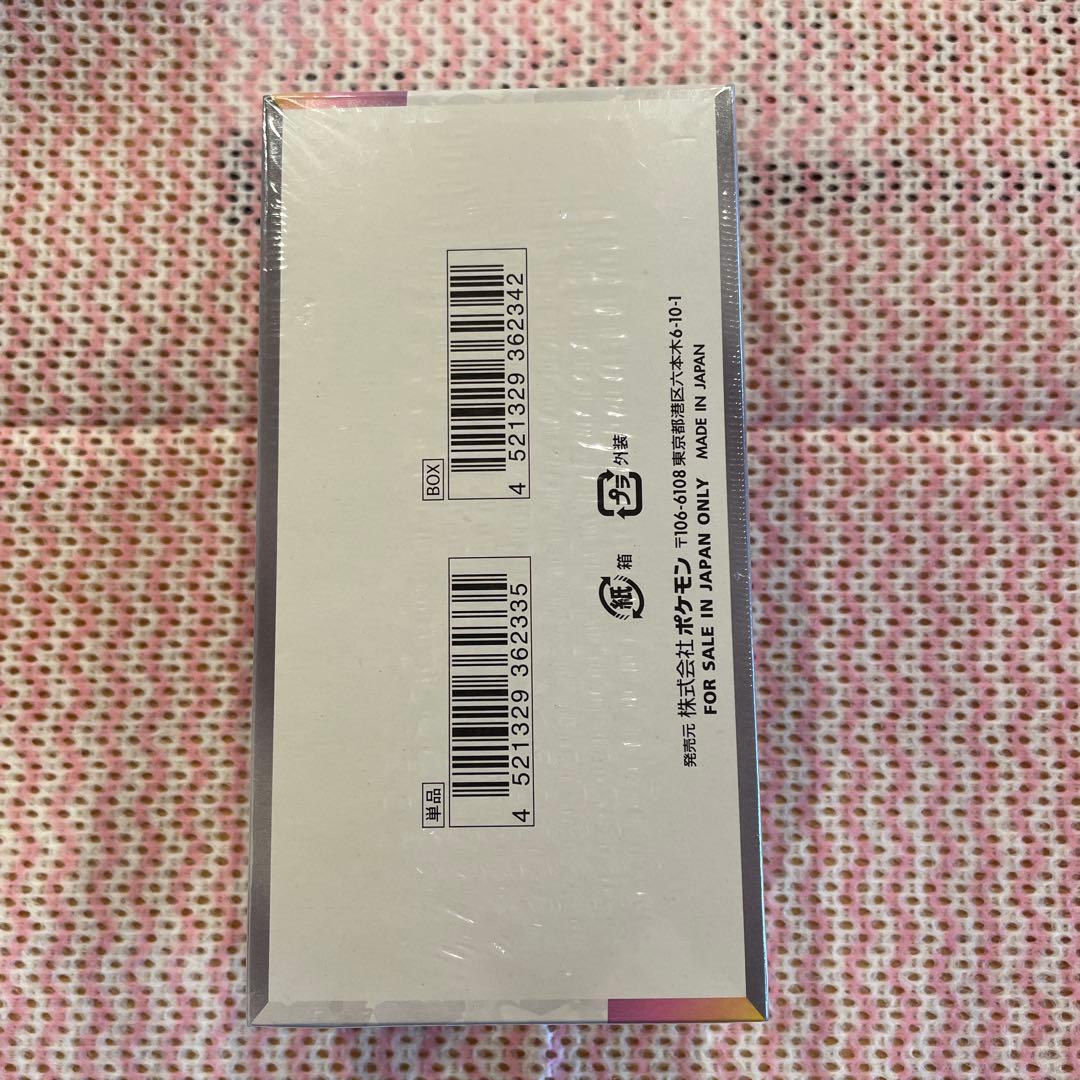 単品
4 521329 362335
BOX
4 521329 362342
紙 箱
プラ 外装
発売元 株式会社 ポケモン 〒106-6108 東京都港区六本木6-10-1
FOR SALE IN JAPAN ONLY MADE IN JAPAN